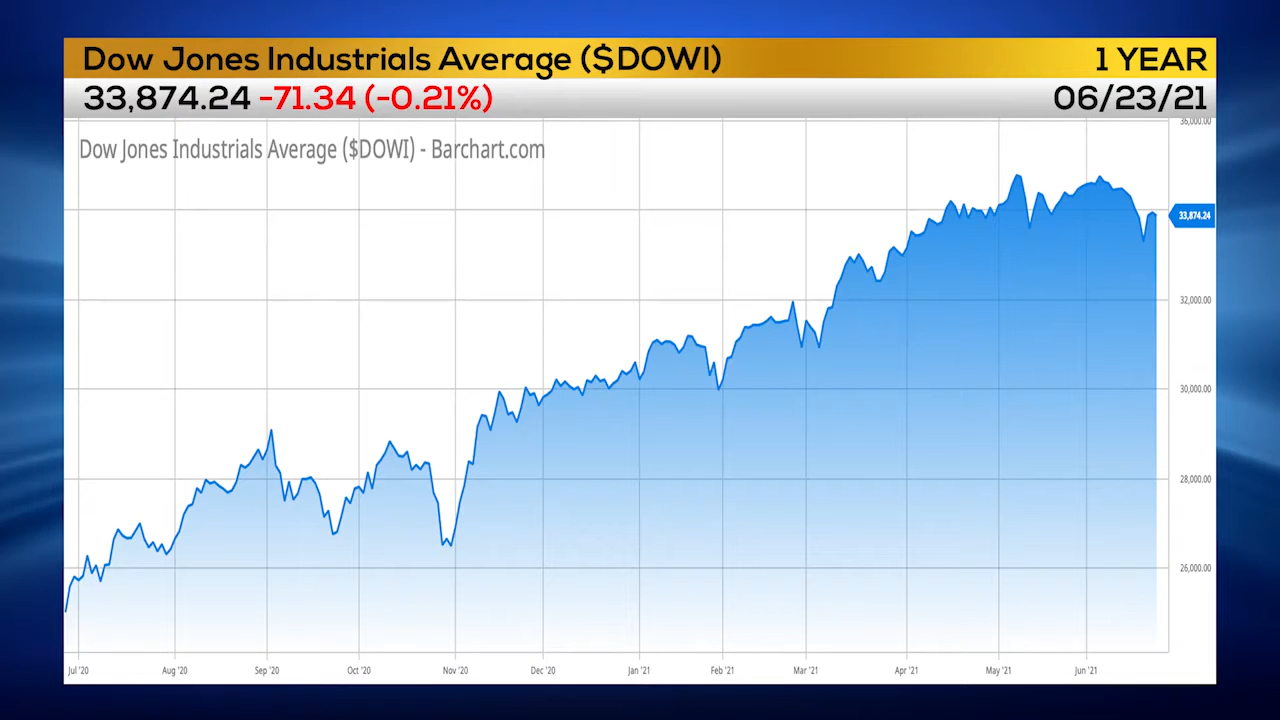 Dow Jones Industrials Average ($DOWI) 1 YEAR
33,874.24 -71.34 (-0.21%) 06/23/21
36,000.00
Dow Jones Industrials Average ($DOWI) - Barchart.com
33,874.24
32,000.00
30,000.00
28,000.00
26,000.00
Jul '20 Aug '20 Sep '20 Oct '20 Nov '20 Dec '20 Jan '21 Feb '21 Mar '21 Apr '21 May '21 Jun '21